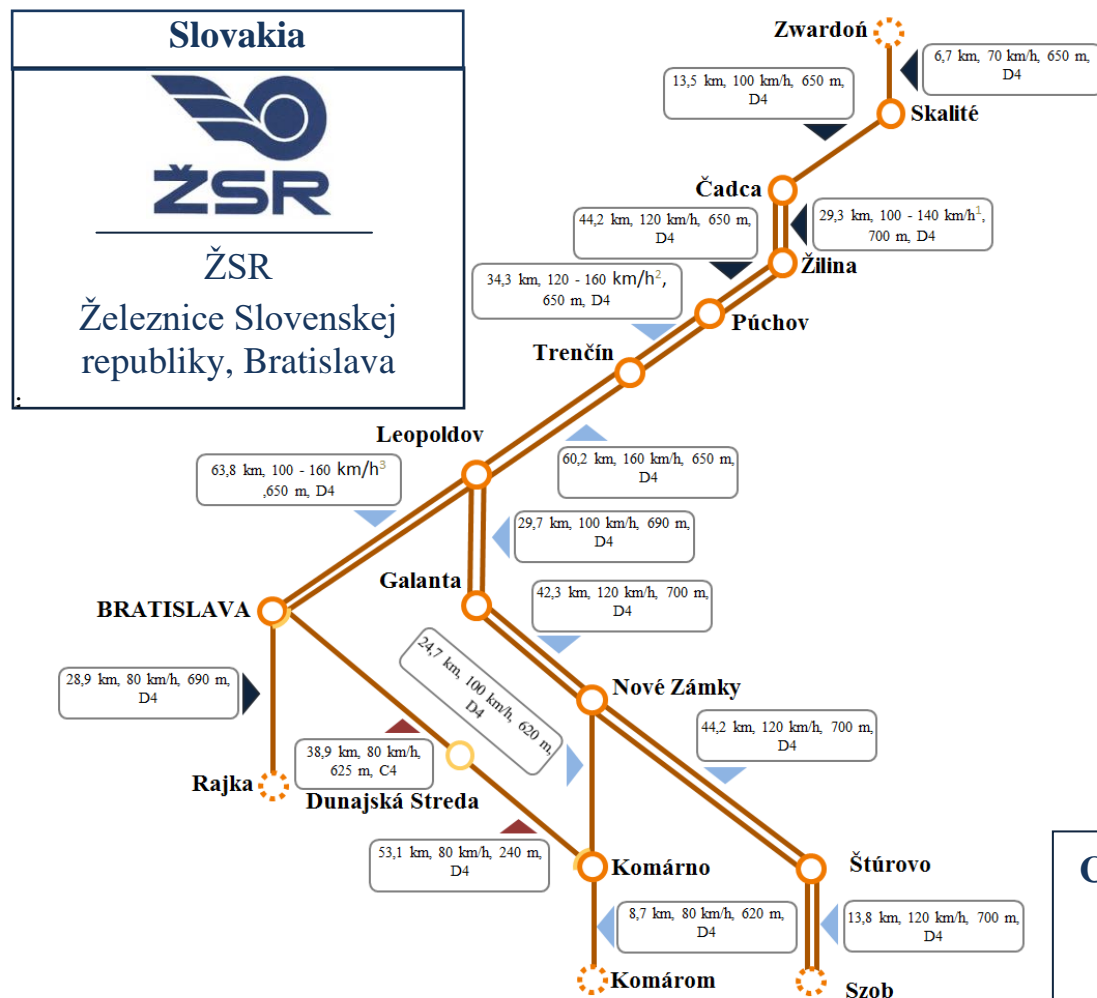 Slovakia
ŽSR
ŽSR
Železnice Slovenskej
republiky, Bratislava
:
Zwardoń
6,7 km, 70 km/h, 650 m,
D4
13,5 km, 100 km/h, 650 m,
D4
Skalité
Čadca
44,2 km, 120 km/h, 650 m,
D4
29,3 km, 100 - 140 km/h¹,
700 m, D4
Žilina
34,3 km, 120 - 160 km/h²,
650 m, D4
Púchov
Trenčín
Leopoldov
63,8 km, 100 - 160 km/h³
,650 m, D4
60,2 km, 160 km/h, 650 m,
D4
29,7 km, 100 km/h, 690 m,
D4
Galanta
42,3 km, 120 km/h, 700 m,
D4
BRATISLAVA
24,7 km, 100 km/h, 620 m,
D4
28,9 km, 80 km/h, 690 m,
D4
Nové Zámky
44,2 km, 120 km/h, 700 m,
D4
38,9 km, 80 km/h,
625 m, C4
Rajka
Dunajská Streda
53,1 km, 80 km/h, 240 m,
D4
Komárno
Štúrovo
8,7 km, 80 km/h, 620 m,
D4
13,8 km, 120 km/h, 700 m,
D4
Komárom
Szob